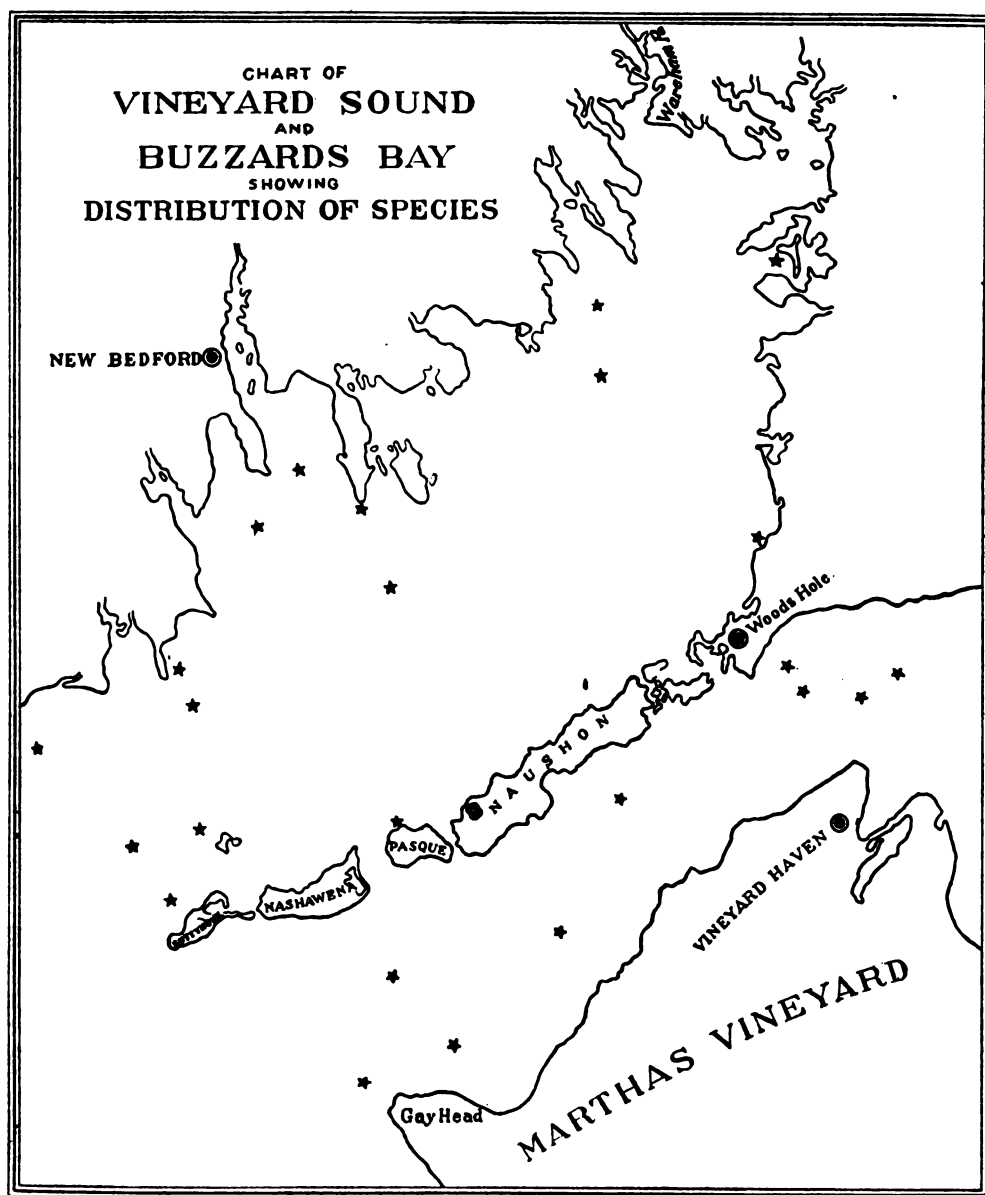 CHART OF
VINEYARD SOUND
AND
BUZZARDS BAY
SHOWING
DISTRIBUTION OF SPECIES
Wareham R.
NEW BEDFORD
Woods Hole
NAUSHON
PASQUE
NASHAWENA
VINEYARD HAVEN
MARTHAS VINEYARD
Gay Head